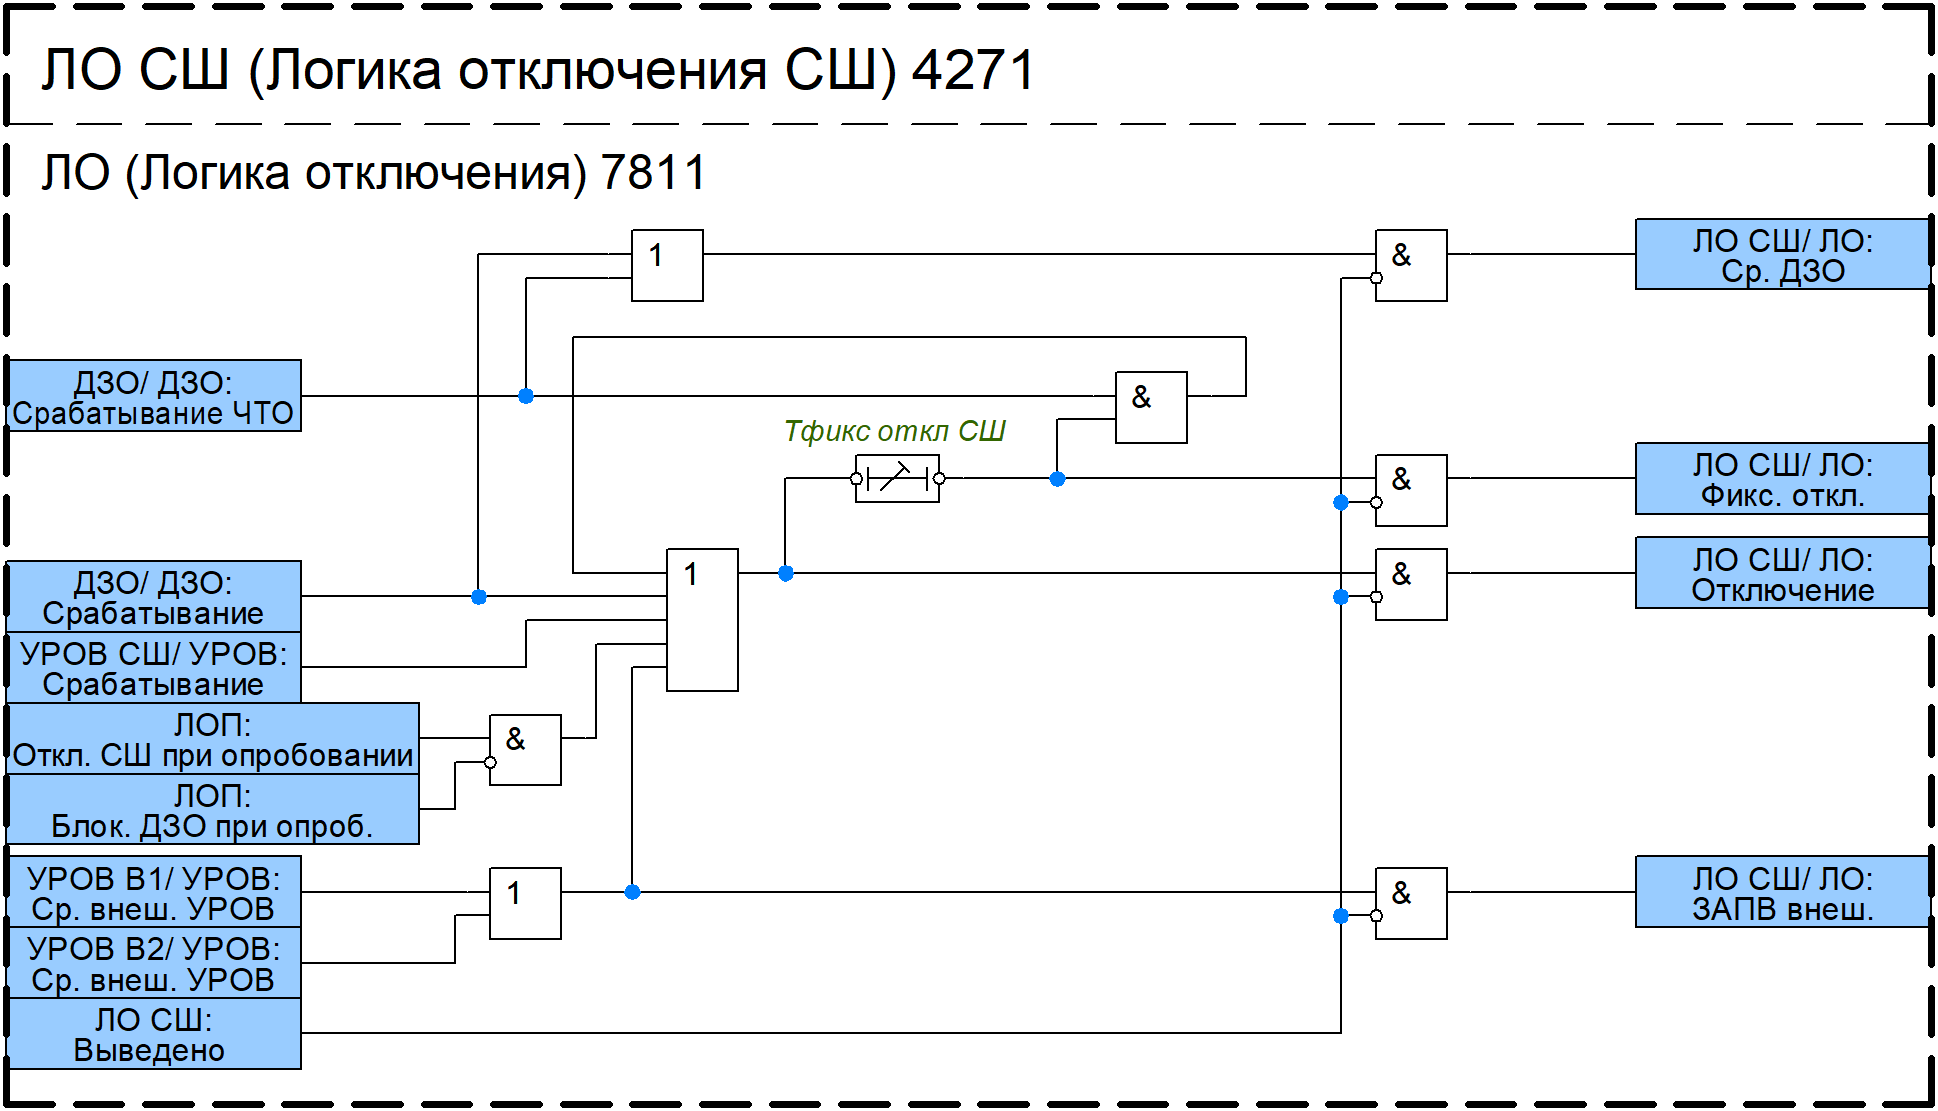 ЛО СШ (Логика отключения СШ) 4271
ЛО (Логика отключения) 7811
1
&
ЛО СШ/ ЛО:
Ср. ДЗО
ДЗО/ ДЗО:
Срабатывание ЧТО
&
Тфикс откл СШ
&
ЛО СШ/ ЛО:
Фикс. откл.
1
&
ЛО СШ/ ЛО:
Отключение
ДЗО/ ДЗО:
Срабатывание
УРОВ СШ/ УРОВ:
Срабатывание
ЛОП:
Откл. СШ при опробовании
&
ЛОП:
Блок. ДЗО при опроб.
УРОВ В1/ УРОВ:
Ср. внеш. УРОВ
1
&
ЛО СШ/ ЛО:
ЗАПВ внеш.
УРОВ В2/ УРОВ:
Ср. внеш. УРОВ
ЛО СШ:
Выведено